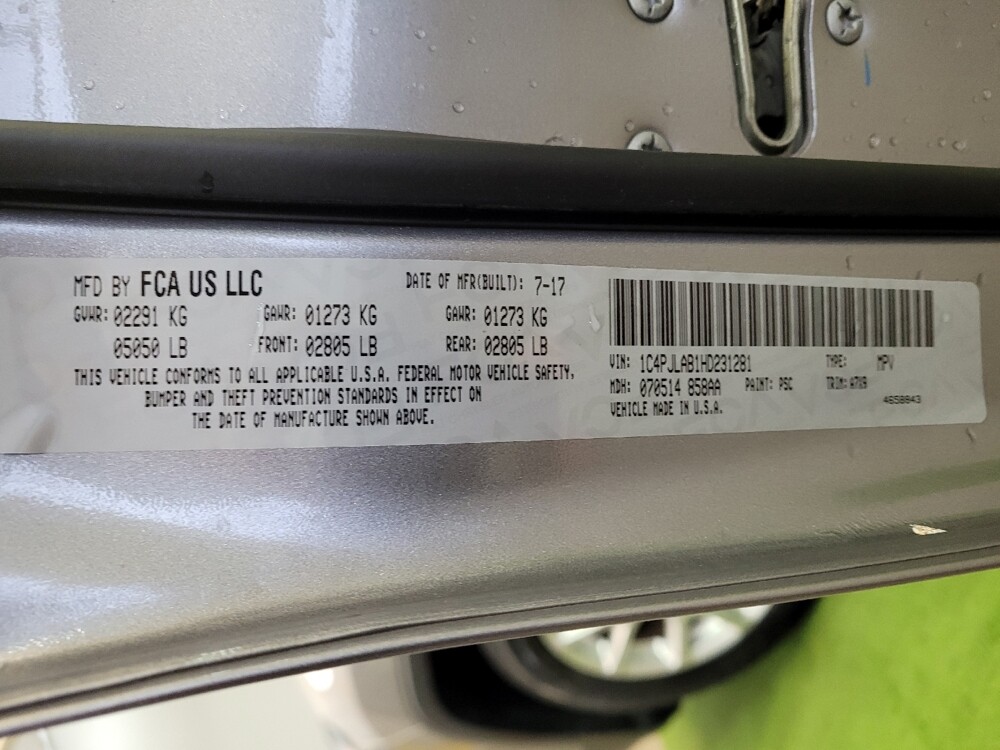 MFD BY FCA US LLC DATE OF MFR(BUILT): 7-17
GVWR: 02291 KG GAWR: 01273 KG GAWR: 01273 KG
05050 LB FRONT: 02805 LB REAR: 02805 LB
THIS VEHICLE CONFORMS TO ALL APPLICABLE U.S.A. FEDERAL MOTOR VEHICLE SAFETY,
BUMPER AND THEFT PREVENTION STANDARDS IN EFFECT ON
THE DATE OF MANUFACTURE SHOWN ABOVE.
VIN: 1C4PJLAB1HD231281 TYPE: MPV
MDH: 070514 858AA PAINT: PSC TRIM: A7X9
VEHICLE MADE IN U.S.A. 4658843